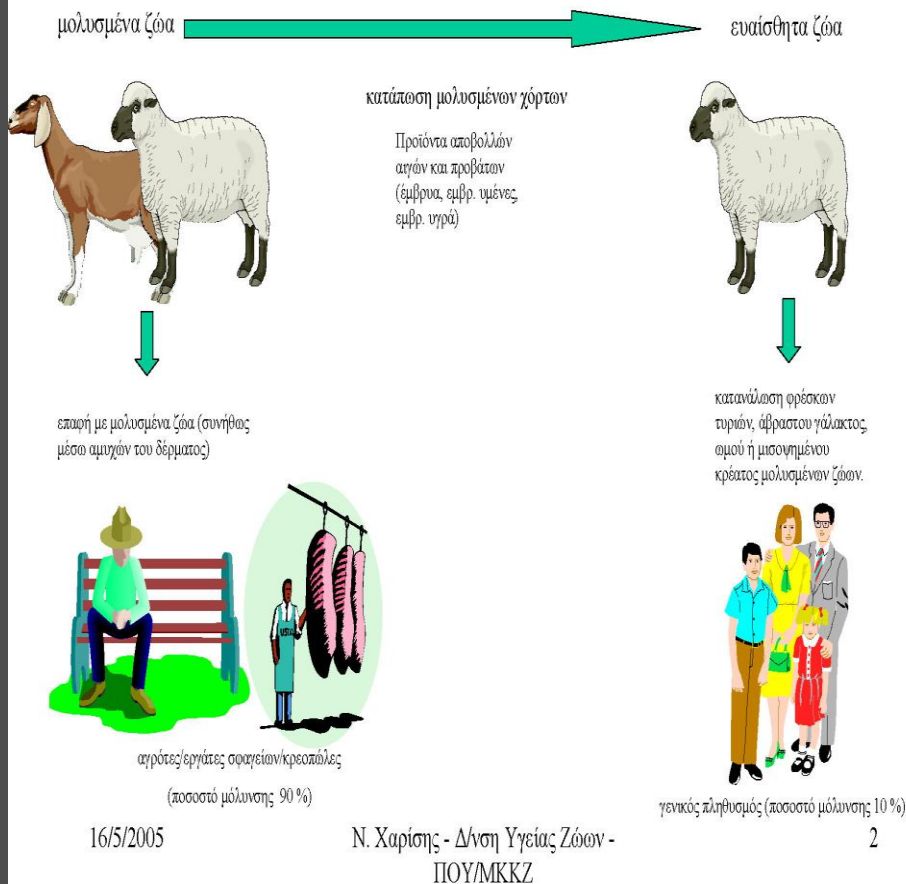 μολυσμένα ζώα
ευαίσθητα ζώα
κατάπωση μολυσμένων χόρτων
Προϊόντα αποβολλών
αιγών και προβάτων
(έμβρυα, εμβρ. υμένες,
εμβρ. υγρά)
επαφή με μολυσμένα ζώα (συνήθως
μέσω αμυχών του δέρματος)
κατανάλωση φρέσκων
τυριών, άβραστου γάλακτος,
ωμού ή μισοψημένου
κρέατος μολυσμένων ζώων.
αγρότες/εργάτες σφαγείων/κρεοπώλες
(ποσοστό μόλυνσης 90 %)
γενικός πληθυσμός (ποσοστό μόλυνσης 10 %)
16/5/2005
Ν. Χαρίσης - Δ/νση Υγείας Ζώων -
ΠΟΥ/ΜΚΚΖ
2